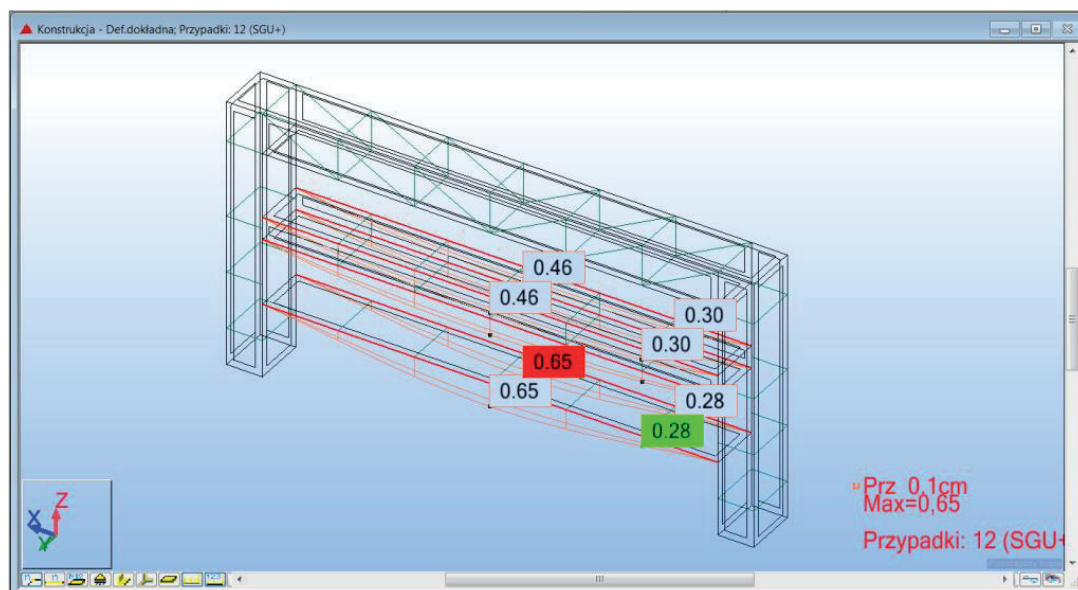 Konstrukcja - Def.dokładna; Przypadki: 12 (SGU+)
0.46
0.46
0.30
0.30
0.65
0.65
0.28
0.28
Prz 0,1cm
Max=0,65
Przypadki: 12 (SGU+
Z
X
Y